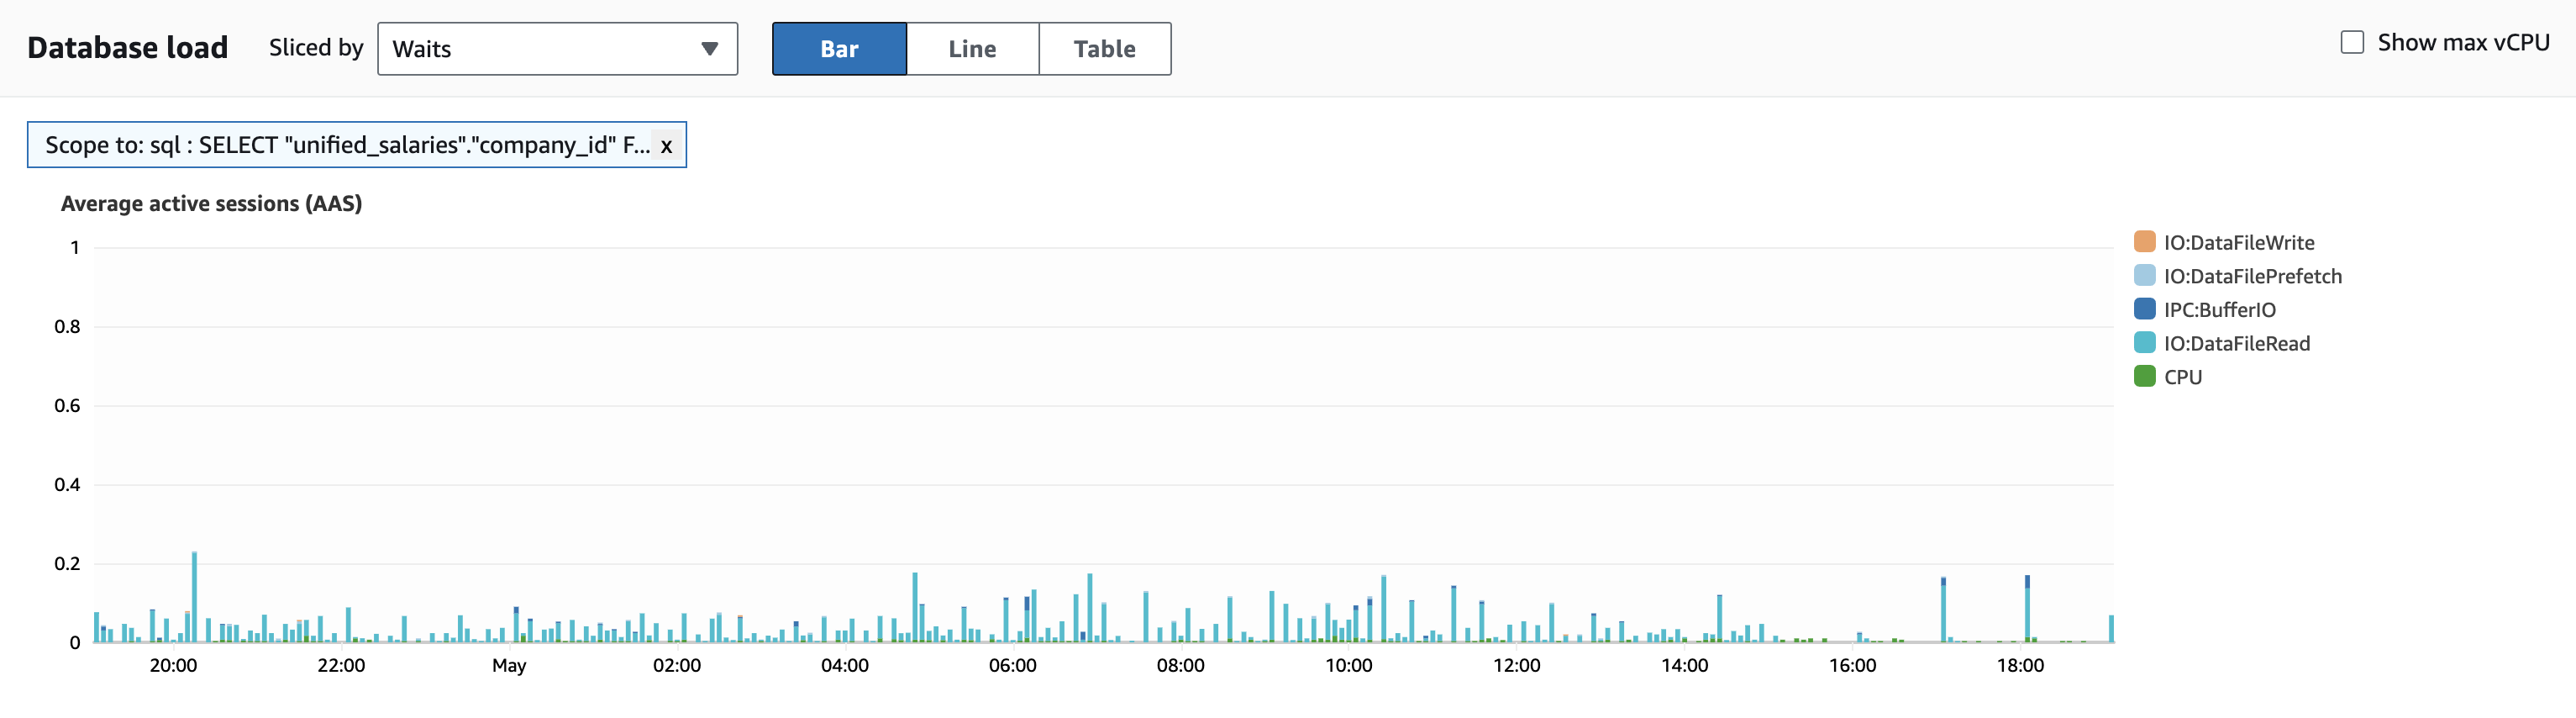 Database load Sliced by Waits Bar Line Table Show max vCPU
Scope to: sql : SELECT "unified_salaries"."company_id" F... x
Average active sessions (AAS)
1
0.8
0.6
0.4
0.2
0
20:00 22:00 May 02:00 04:00 06:00 08:00 10:00 12:00 14:00 16:00 18:00
IO:DataFileWrite
IO:DataFilePrefetch
IPC:BufferIO
IO:DataFileRead
CPU